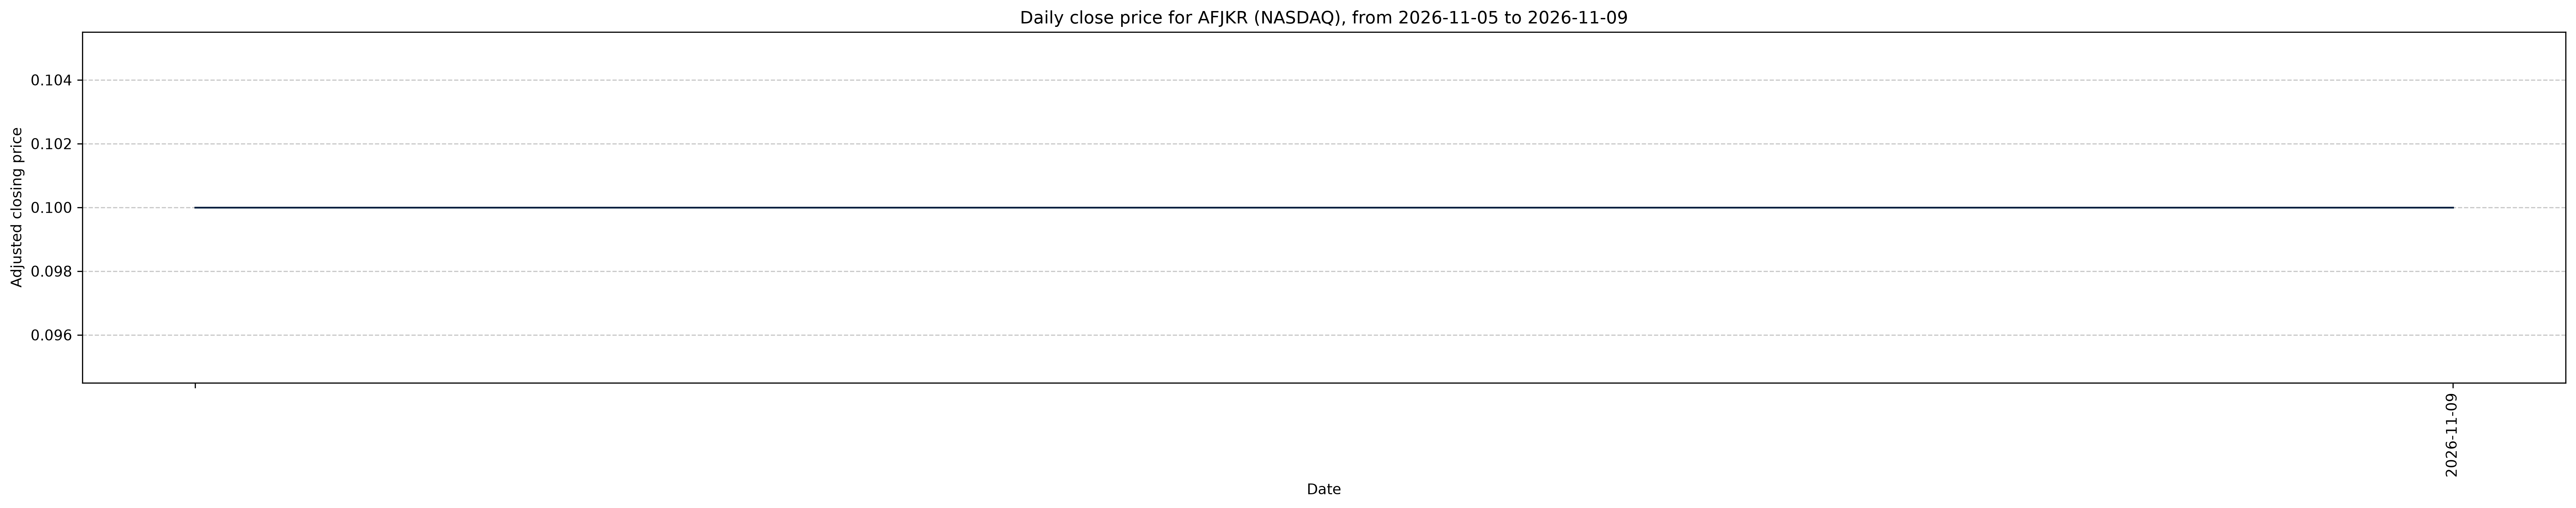 Daily close price for AFJKR (NASDAQ), from 2026-11-05 to 2026-11-09
Adjusted closing price
0.104
0.102
0.100
0.098
0.096
2026-11-09
Date